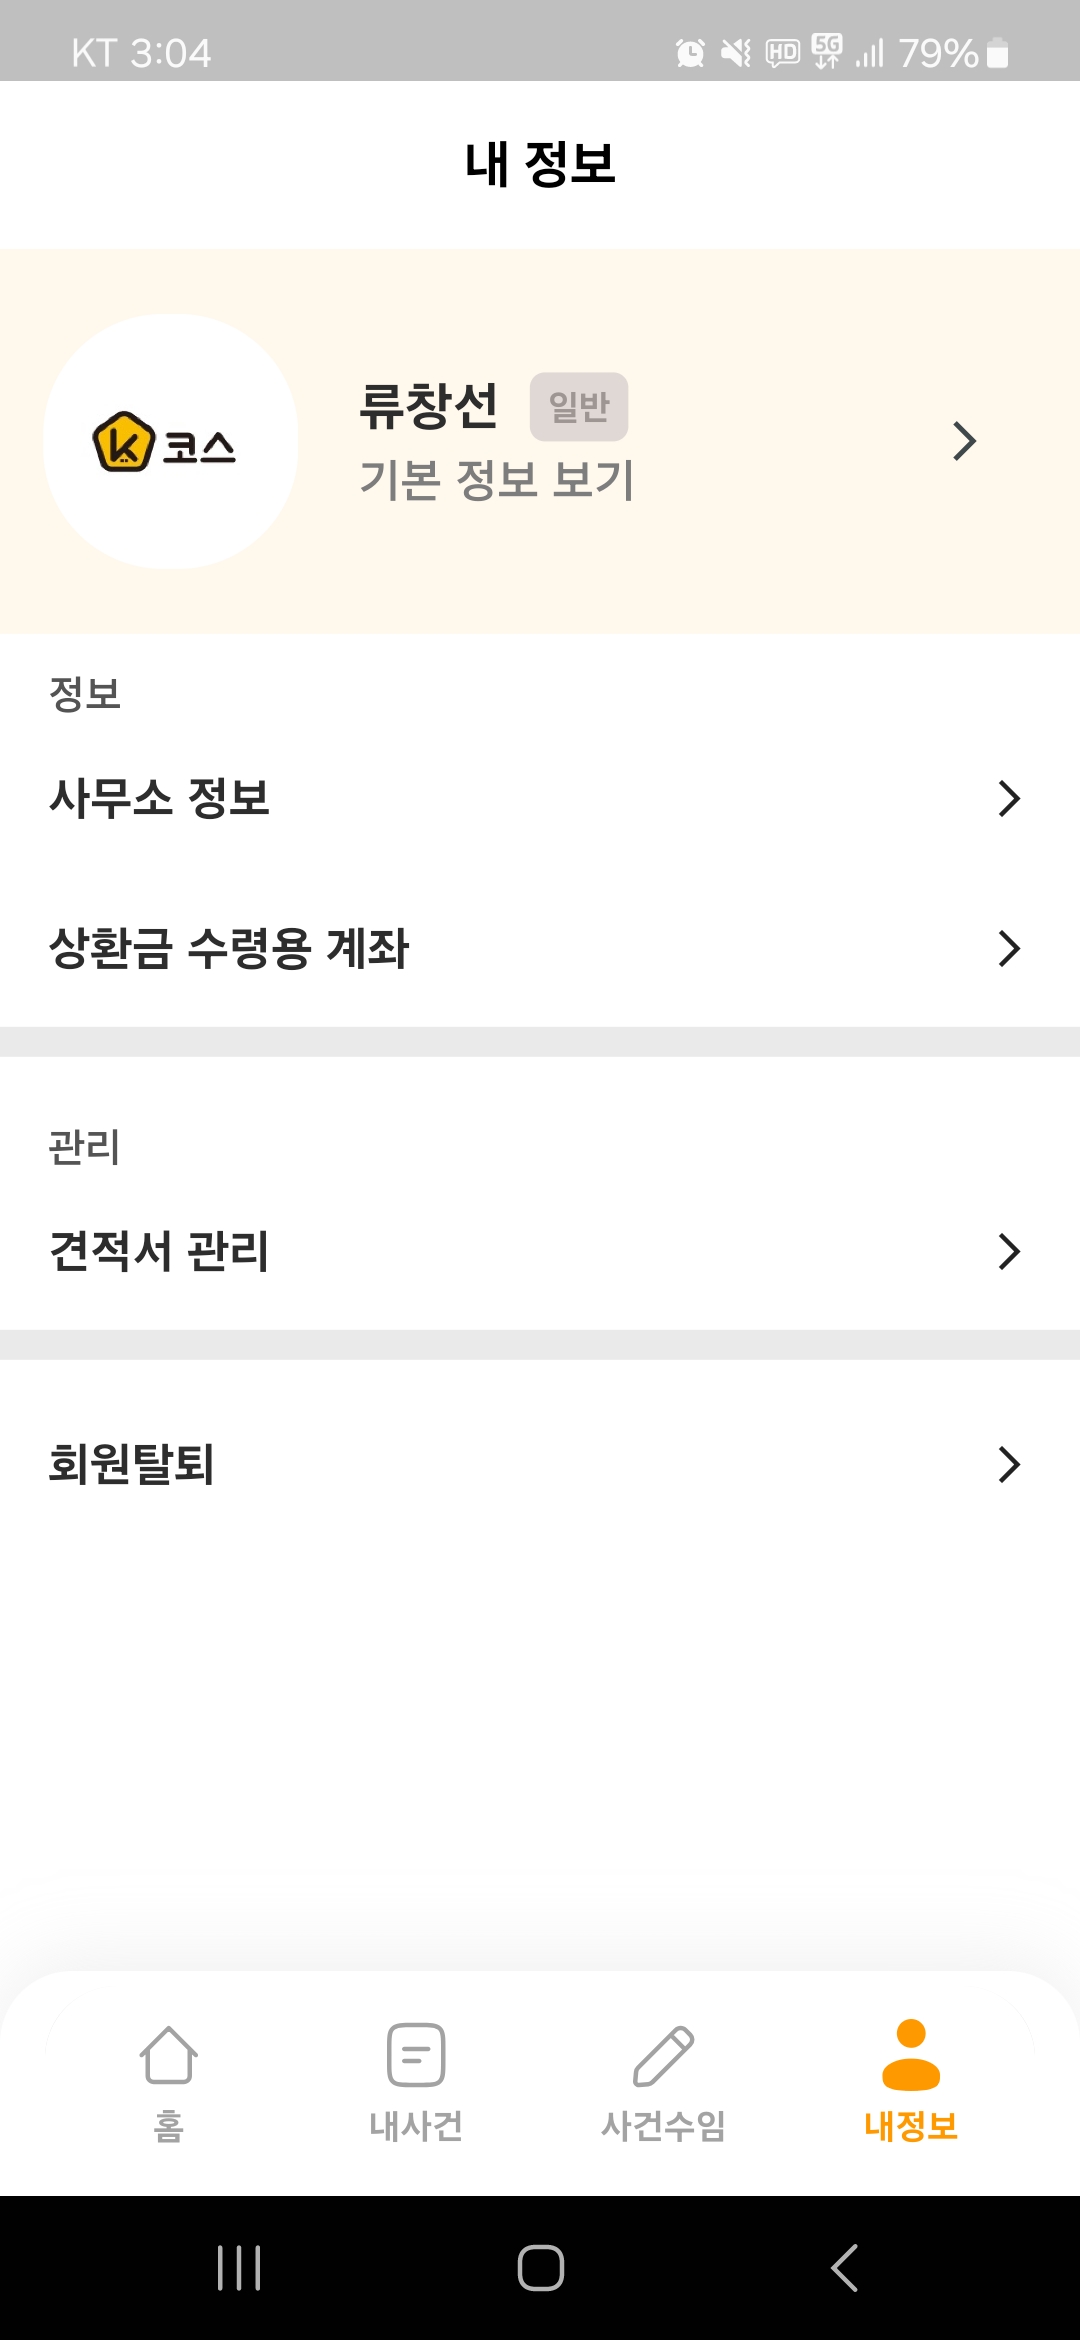 KT 3:04 HD 5G 79%
내 정보
k 코스
류창선 일반
기본 정보 보기
정보
사무소 정보
상환금 수령용 계좌
관리
견적서 관리
회원탈퇴
홈 내사건 사건수임 내정보